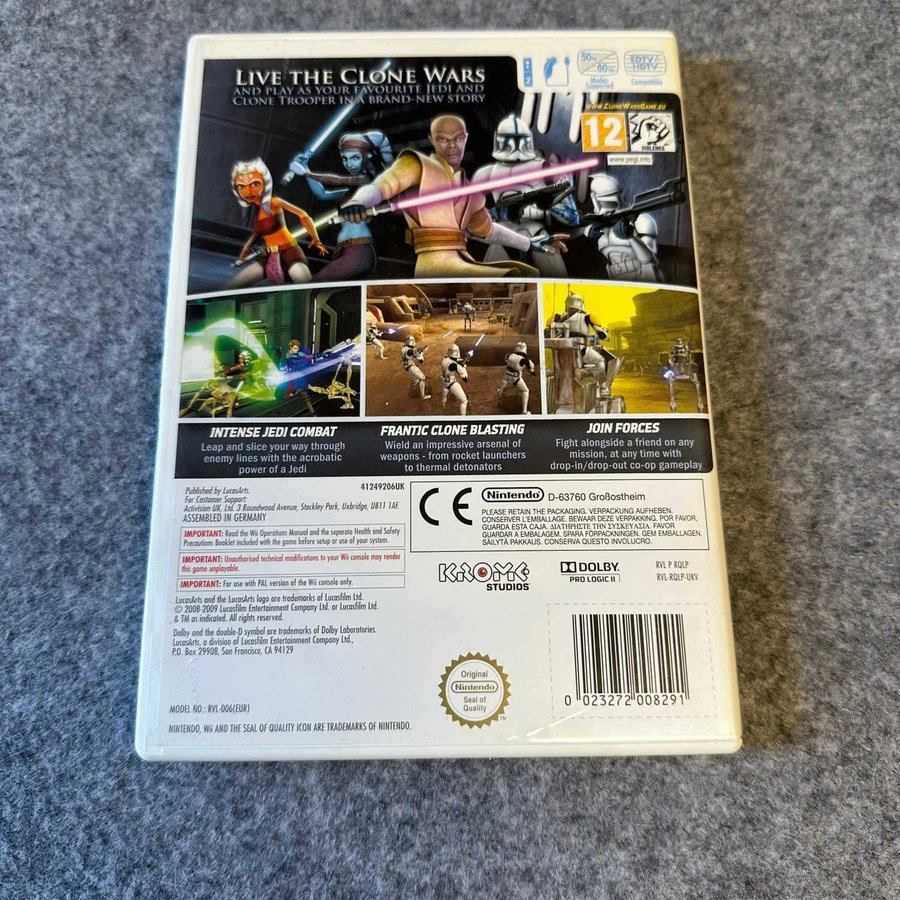 LIVE THE CLONE WARS
AND PLAY AS YOUR FAVOURITE JEDI AND
CLONE TROOPER IN A BRAND-NEW STORY
1
2
50Hz
60Hz
Modes
Supported
EDTV/
HDTV
Compatible
WWW.CLONEWARSGAME.EU
12
VIOLENCE
www.pegi.info
INTENSE JEDI COMBAT
Leap and slice your way through
enemy lines with the acrobatic
power of a Jedi
FRANTIC CLONE BLASTING
Wield an impressive arsenal of
weapons - from rocket launchers
to thermal detonators
JOIN FORCES
Fight alongside a friend on any
mission, at any time with
drop-in/drop-out co-op gameplay
Published by LucasArts.
For Customer Support:
Activision UK, Ltd. 3 Roundwood Avenue, Stockley Park, Uxbridge, UB11 1AE
ASSEMBLED IN GERMANY
41249206UK
IMPORTANT: Read the Wii Operations Manual and the separate Health and Safety
Precautions Booklet included with the game before setup or use of your system.
IMPORTANT: Unauthorised technical modifications to your Wii console may render
this game unplayable.
IMPORTANT: For use with PAL version of the Wii console only.
LucasArts and the LucasArts logo are trademarks of Lucasfilm Ltd.
© 2008-2009 Lucasfilm Entertainment Company Ltd. or Lucasfilm Ltd.
& TM as indicated. All rights reserved.
Dolby and the double-D symbol are trademarks of Dolby Laboratories.
LucasArts, a division of Lucasfilm Entertainment Company Ltd.,
P.O. Box 29908, San Francisco, CA 94129
CE Nintendo D-63760 Großostheim
PLEASE RETAIN THE PACKAGING. VERPACKUNG AUFHEBEN.
CONSERVER L'EMBALLAGE. BEWAAR DEZE VERPAKKING. POR FAVOR,
GUARDA ESTA CAJA. ΔΙΑΤΗΡΗΣΤΕ ΤΗΝ ΣΥΣΚΕΥΑΣΙΑ. FAVOR
GUARDAR A EMBALAGEM. SPARA FÖRPACKNINGEN. GEM EMBALLAGEN.
SÄILYTÄ PAKKAUS. CONSERVA QUESTO INVOLUCRO.
KROME
STUDIOS
DOLBY
PRO LOGIC II
RVL P RQLP
RVL-RQLP-UKV
Original
Nintendo
Seal of
Quality
TM
0 023272 008291
MODEL NO.: RVL-006(EUR)
NINTENDO, Wii AND THE SEAL OF QUALITY ICON ARE TRADEMARKS OF NINTENDO.